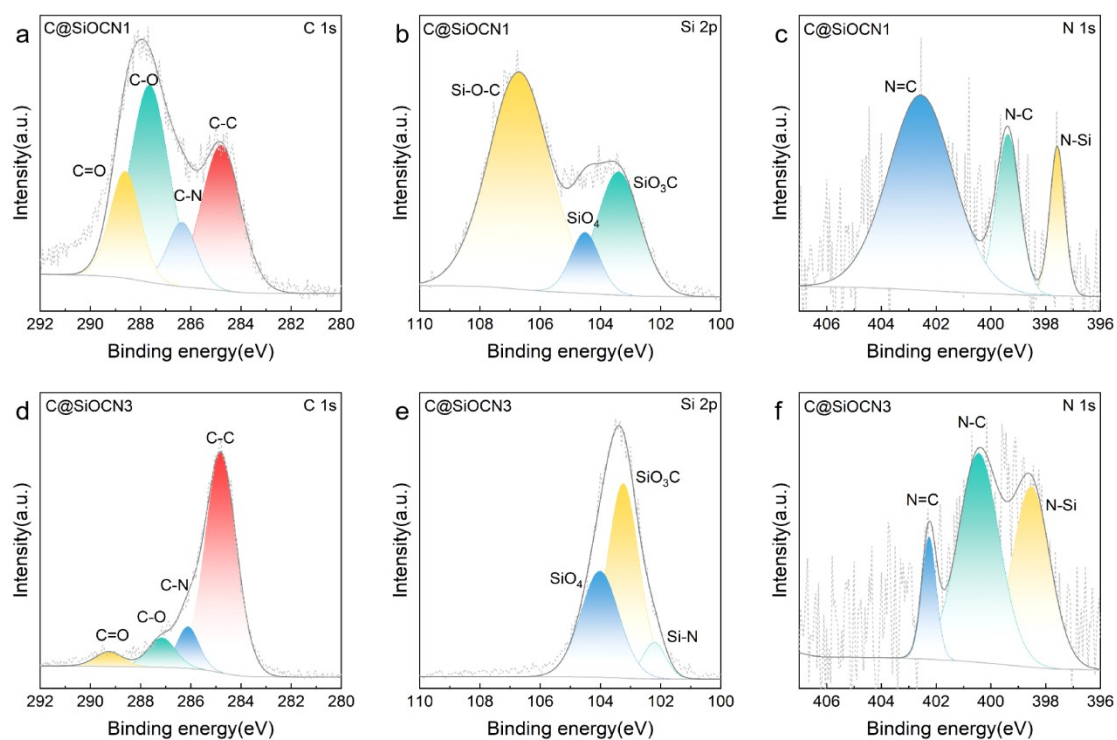 a
C@SiOCN1
C 1s
C-O
C-C
C=O
C-N
Intensity(a.u.)
292 290 288 286 284 282 280
Binding energy(eV)
b
C@SiOCN1
Si 2p
Si-O-C
SiO₃C
SiO₄
Intensity(a.u.)
110 108 106 104 102 100
Binding energy(eV)
c
C@SiOCN1
N 1s
N=C
N-C
N-Si
Intensity(a.u.)
406 404 402 400 398 396
Binding energy(eV)
d
C@SiOCN3
C 1s
C-C
C-N
C-O
C=O
Intensity(a.u.)
292 290 288 286 284 282 280
Binding energy(eV)
e
C@SiOCN3
Si 2p
SiO₃C
SiO₄
Si-N
Intensity(a.u.)
110 108 106 104 102 100
Binding energy(eV)
f
C@SiOCN3
N 1s
N-C
N=C
N-Si
Intensity(a.u.)
406 404 402 400 398 396
Binding energy(eV)